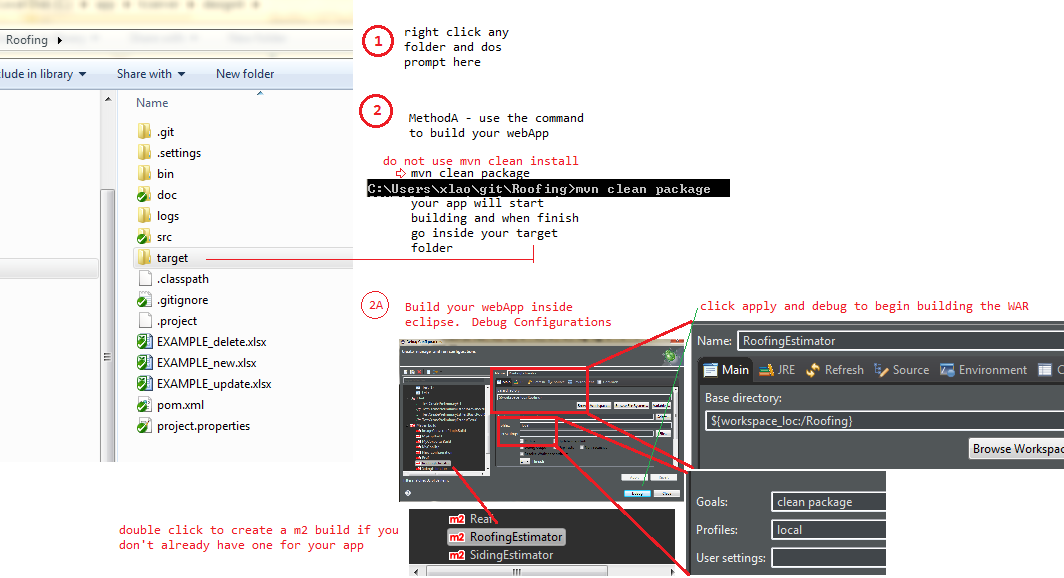 Roofing
clude in library
Share with
New folder
Name
.git
.settings
bin
doc
logs
src
target
.classpath
.gitignore
.project
EXAMPLE_delete.xlsx
EXAMPLE_new.xlsx
EXAMPLE_update.xlsx
pom.xml
project.properties
1
right click any
folder and dos
prompt here
2
MethodA - use the command
to build your webApp
do not use mvn clean install
mvn clean package
C:\Users\xlao\git\Roofing>mvn clean package
your app will start
building and when finish
go inside your target
folder
2A
Build your webApp inside
eclipse. Debug Configurations
click apply and debug to begin building the WAR
Name: RoofingEstimator
Main
JRE
Refresh
Source
Environment
C
Base directory:
${workspace_loc:/Roofing}
Browse Workspac
Goals: clean package
Profiles: local
User settings:
double click to create a m2 build if you
don't already have one for your app
m2 Rear
m2 RoofingEstimator
m2 SidingEstimator